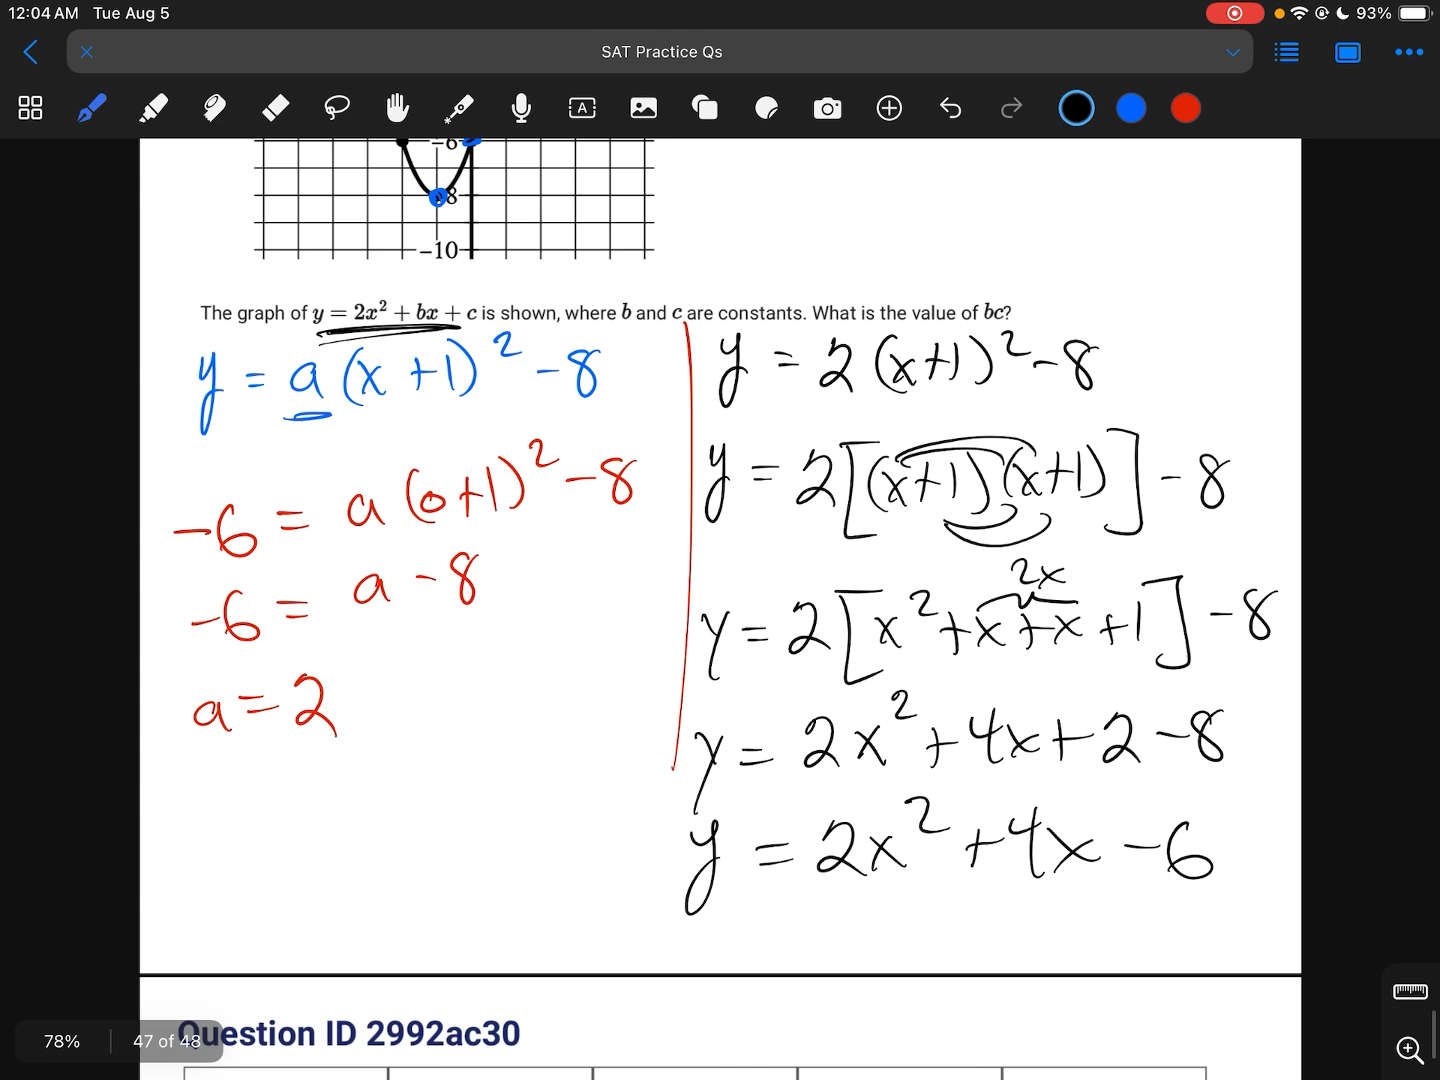 12:04 AM Tue Aug 5
93%
SAT Practice Qs
A
-6
-8
-10
The graph of y = 2x² + bx + c is shown, where b and c are constants. What is the value of bc?
y = a(x+1)² - 8
-6 = a(0+1)² - 8
-6 = a - 8
a = 2
y = 2(x+1)² - 8
y = 2[(x+1)(x+1)] - 8
2x
y = 2[x² + x + x + 1] - 8
y = 2x² + 4x + 2 - 8
y = 2x² + 4x - 6
Question ID 2992ac30
78% 47 of 48